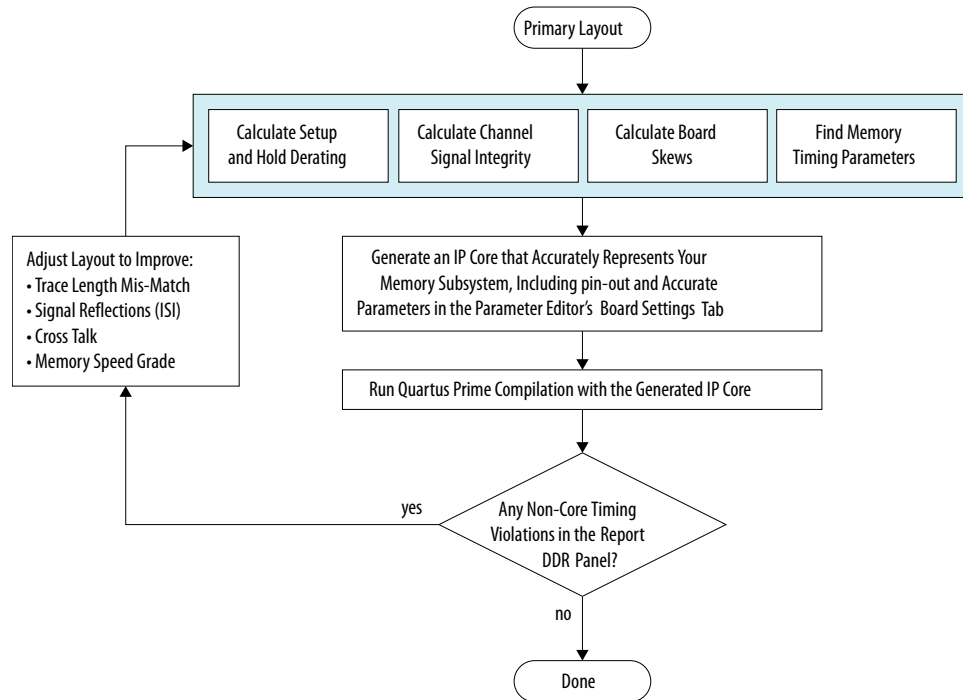 Primary Layout
Calculate Setup
and Hold Derating
Calculate Channel
Signal Integrity
Calculate Board
Skews
Find Memory
Timing Parameters
Adjust Layout to Improve:
• Trace Length Mis-Match
• Signal Reflections (ISI)
• Cross Talk
• Memory Speed Grade
Generate an IP Core that Accurately Represents Your
Memory Subsystem, Including pin-out and Accurate
Parameters in the Parameter Editor's Board Settings Tab
Run Quartus Prime Compilation with the Generated IP Core
yes
Any Non-Core Timing
Violations in the Report
DDR Panel?
no
Done